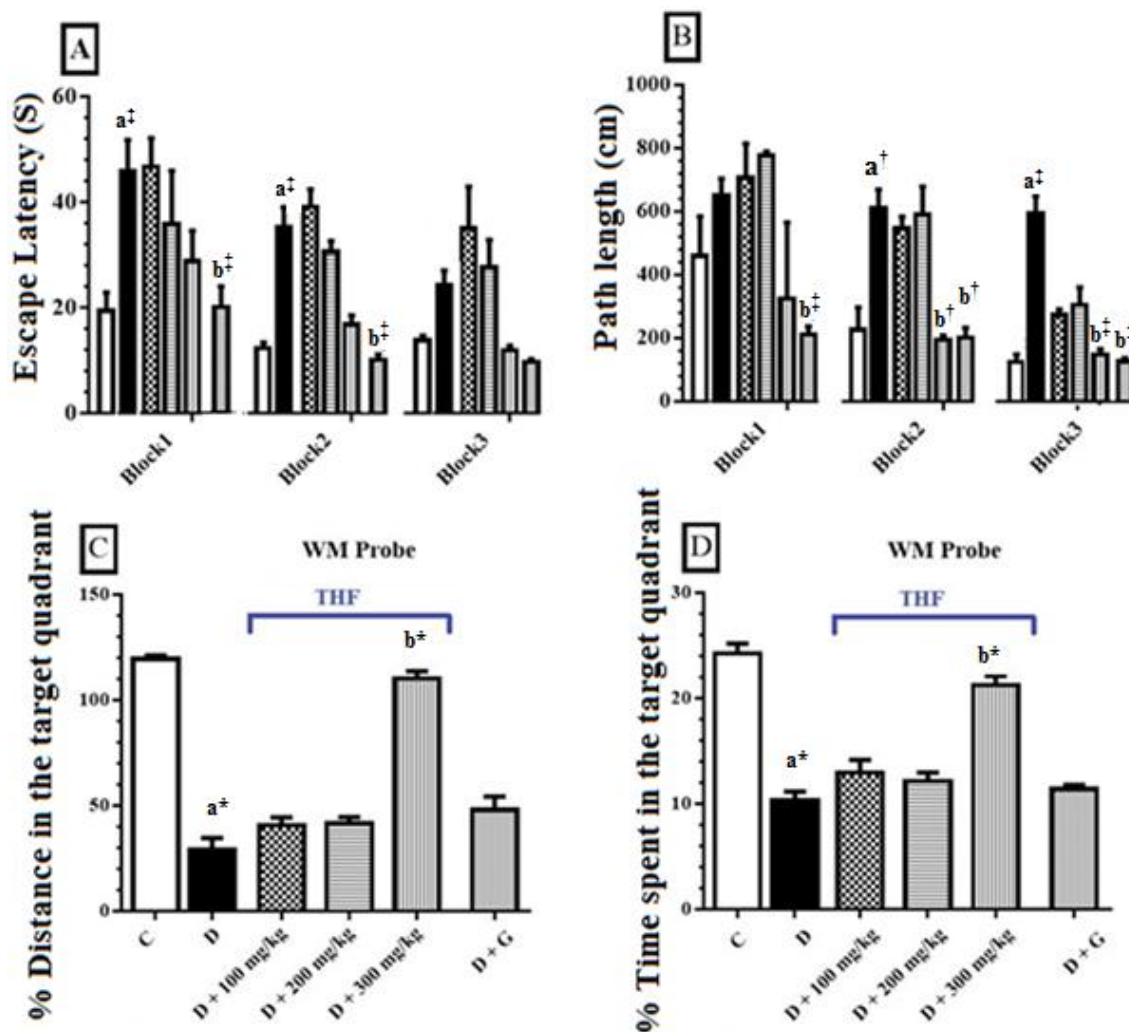 A
Escape Latency (S)
60
40
20
0
a‡
a‡
b‡
b‡
Block1
Block2
Block3
B
Path length (cm)
1000
800
600
400
200
0
a†
a‡
b‡
b†
b†
b‡
b‡
Block1
Block2
Block3
C
WM Probe
THF
% Distance in the target quadrant
150
100
50
0
a*
b*
C
D
D + 100 mg/kg
D + 200 mg/kg
D + 300 mg/kg
D + G
D
WM Probe
THF
% Time spent in the target quadrant
30
20
10
0
a*
b*
C
D
D + 100 mg/kg
D + 200 mg/kg
D + 300 mg/kg
D + G